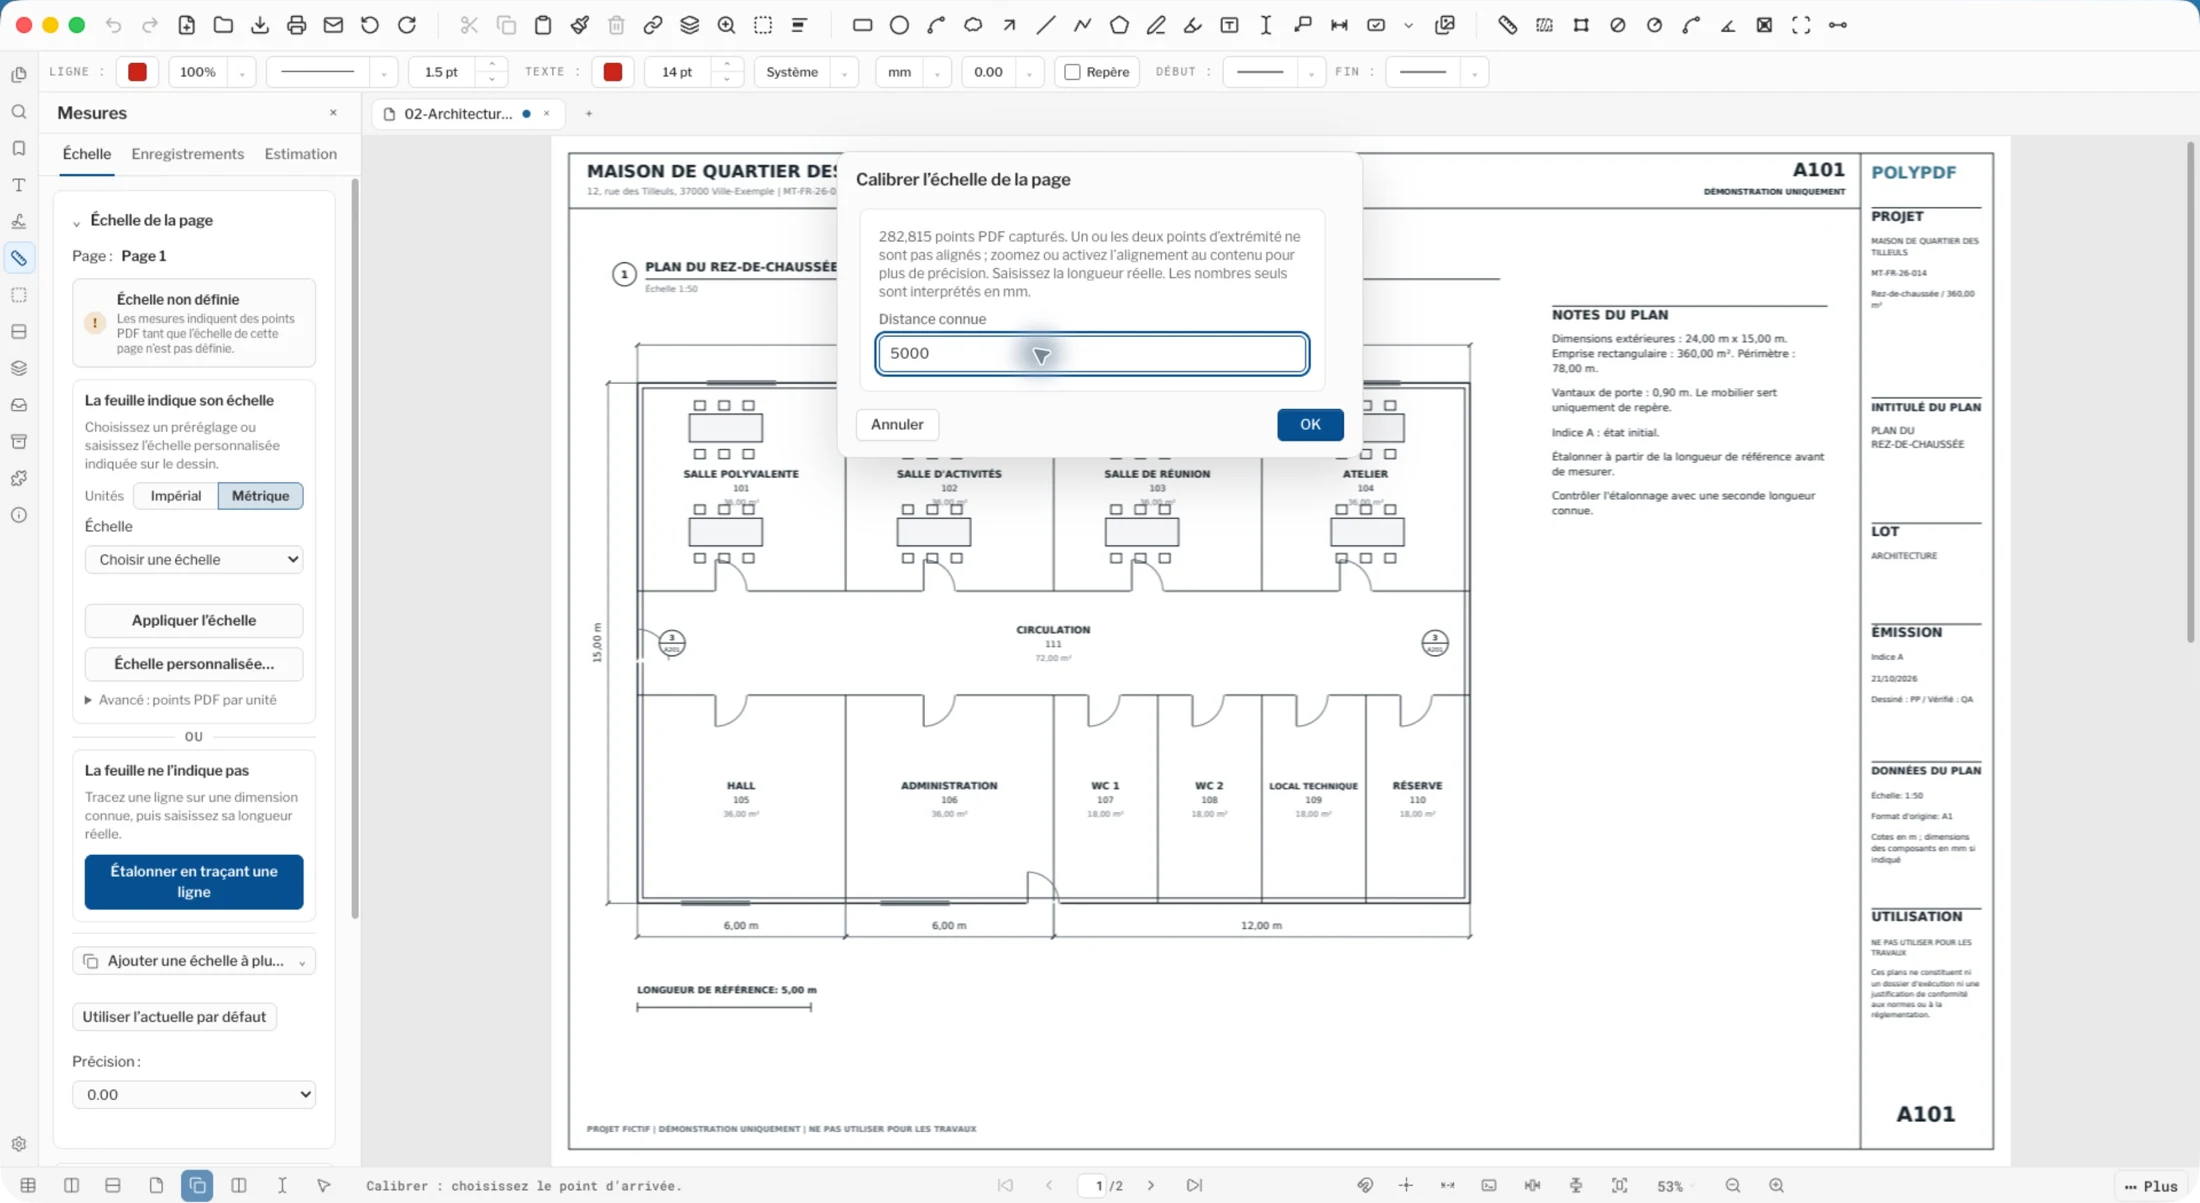 LIGNE :
100%
1.5 pt
TEXTE :
14 pt
Système
mm
0.00
Repère
DÉBUT :
FIN :
Mesures
02-Architectur...
Échelle
Enregistrements
Estimation
Échelle de la page
Page : Page 1
Échelle non définie
Les mesures indiquent des points
PDF tant que l'échelle de cette
page n'est pas définie.
La feuille indique son échelle
Choisissez un préréglage ou
saisissez l'échelle personnalisée
indiquée sur le dessin.
Unités
Impérial
Métrique
Échelle
Choisir une échelle
Appliquer l'échelle
Échelle personnalisée...
Avancé : points PDF par unité
OU
La feuille ne l'indique pas
Tracez une ligne sur une dimension
connue, puis saisissez sa longueur
réelle.
Étalonner en traçant une
ligne
Ajouter une échelle à plu...
Utiliser l'actuelle par défaut
Précision :
0.00
MAISON DE QUARTIER DES
12, rue des Tilleuls, 37000 Ville-Exemple | MT-FR-26-0
A101
DÉMONSTRATION UNIQUEMENT
1
PLAN DU REZ-DE-CHAUSSÉE
Échelle 1:50
Calibrer l'échelle de la page
282,815 points PDF capturés. Un ou les deux points d'extrémité ne
sont pas alignés ; zoomez ou activez l'alignement au contenu pour
plus de précision. Saisissez la longueur réelle. Les nombres seuls
sont interprétés en mm.
Distance connue
5000
Annuler
OK
SALLE POLYVALENTE
101
36,00 m²
SALLE D'ACTIVITÉS
102
36,00 m²
SALLE DE RÉUNION
103
36,00 m²
ATELIER
104
36,00 m²
15,00 m
3
A201
CIRCULATION
111
72,00 m²
3
A201
HALL
105
36,00 m²
ADMINISTRATION
106
36,00 m²
WC 1
107
18,00 m²
WC 2
108
18,00 m²
LOCAL TECHNIQUE
109
18,00 m²
RÉSERVE
110
18,00 m²
6,00 m
6,00 m
12,00 m
LONGUEUR DE RÉFÉRENCE: 5,00 m
PROJET FICTIF | DÉMONSTRATION UNIQUEMENT | NE PAS UTILISER POUR LES TRAVAUX
NOTES DU PLAN
Dimensions extérieures : 24,00 m x 15,00 m.
Emprise rectangulaire : 360,00 m². Périmètre :
78,00 m.
Vantaux de porte : 0,90 m. Le mobilier sert
uniquement de repère.
Indice A : état initial.
Étalonner à partir de la longueur de référence avant
de mesurer.
Contrôler l'étalonnage avec une seconde longueur
connue.
POLYPDF
PROJET
MAISON DE QUARTIER DES
TILLEULS
MT-FR-26-014
Rez-de-chaussée / 360,00
m²
INTITULÉ DU PLAN
PLAN DU
REZ-DE-CHAUSSÉE
LOT
ARCHITECTURE
ÉMISSION
Indice A
21/10/2026
Dessiné : PP / Vérifié : QA
DONNÉES DU PLAN
Échelle: 1:50
Format d'origine: A1
Cotes en m ; dimensions
des composants en mm si
indiqué
UTILISATION
NE PAS UTILISER POUR LES
TRAVAUX
Ces plans ne constituent ni
un dossier d'exécution ni une
justification de conformité
aux normes ou à la
réglementation.
A101
Calibrer : choisissez le point d'arrivée.
1 /2
53%
Plus